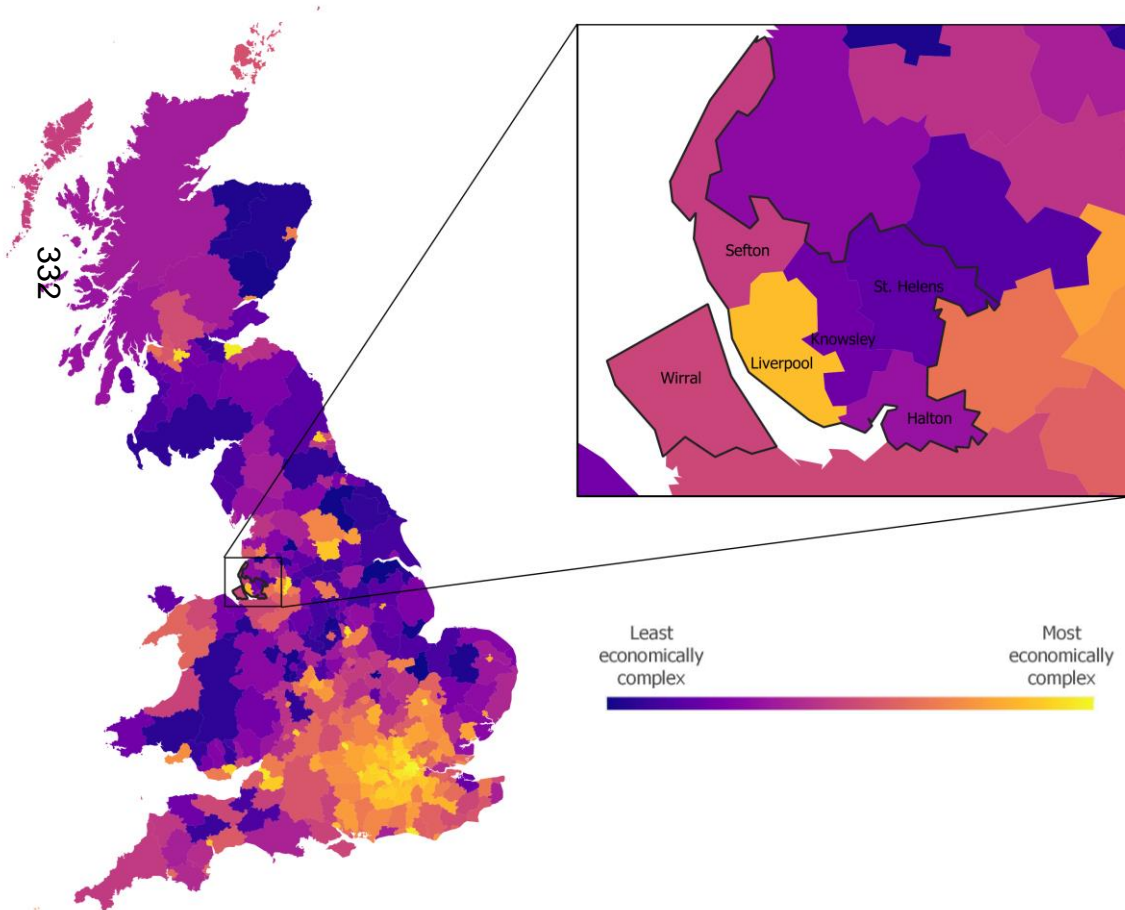 332
Sefton
St. Helens
Knowsley
Liverpool
Wirral
Halton
Least
economically
complex
Most
economically
complex